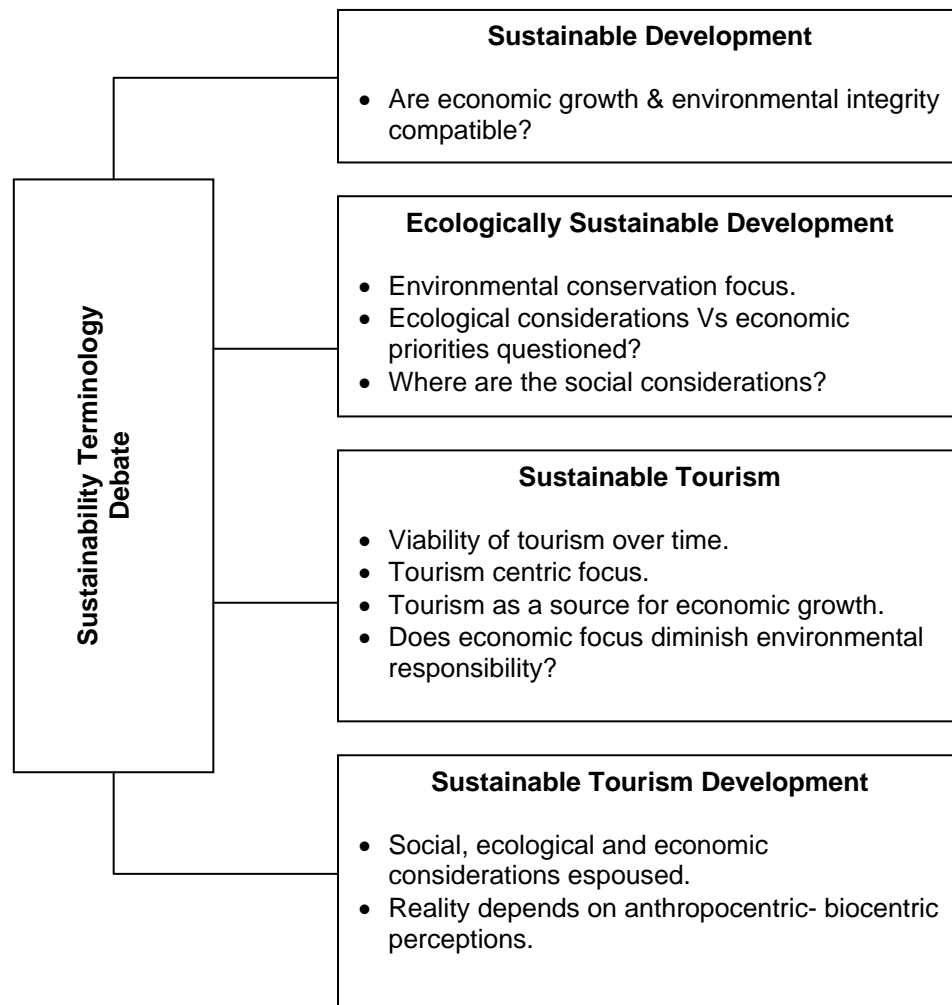 Sustainability Terminology
Debate
Sustainable Development
• Are economic growth & environmental integrity
compatible?
Ecologically Sustainable Development
• Environmental conservation focus.
• Ecological considerations Vs economic
priorities questioned?
• Where are the social considerations?
Sustainable Tourism
• Viability of tourism over time.
• Tourism centric focus.
• Tourism as a source for economic growth.
• Does economic focus diminish environmental
responsibility?
Sustainable Tourism Development
• Social, ecological and economic
considerations espoused.
• Reality depends on anthropocentric- biocentric
perceptions.